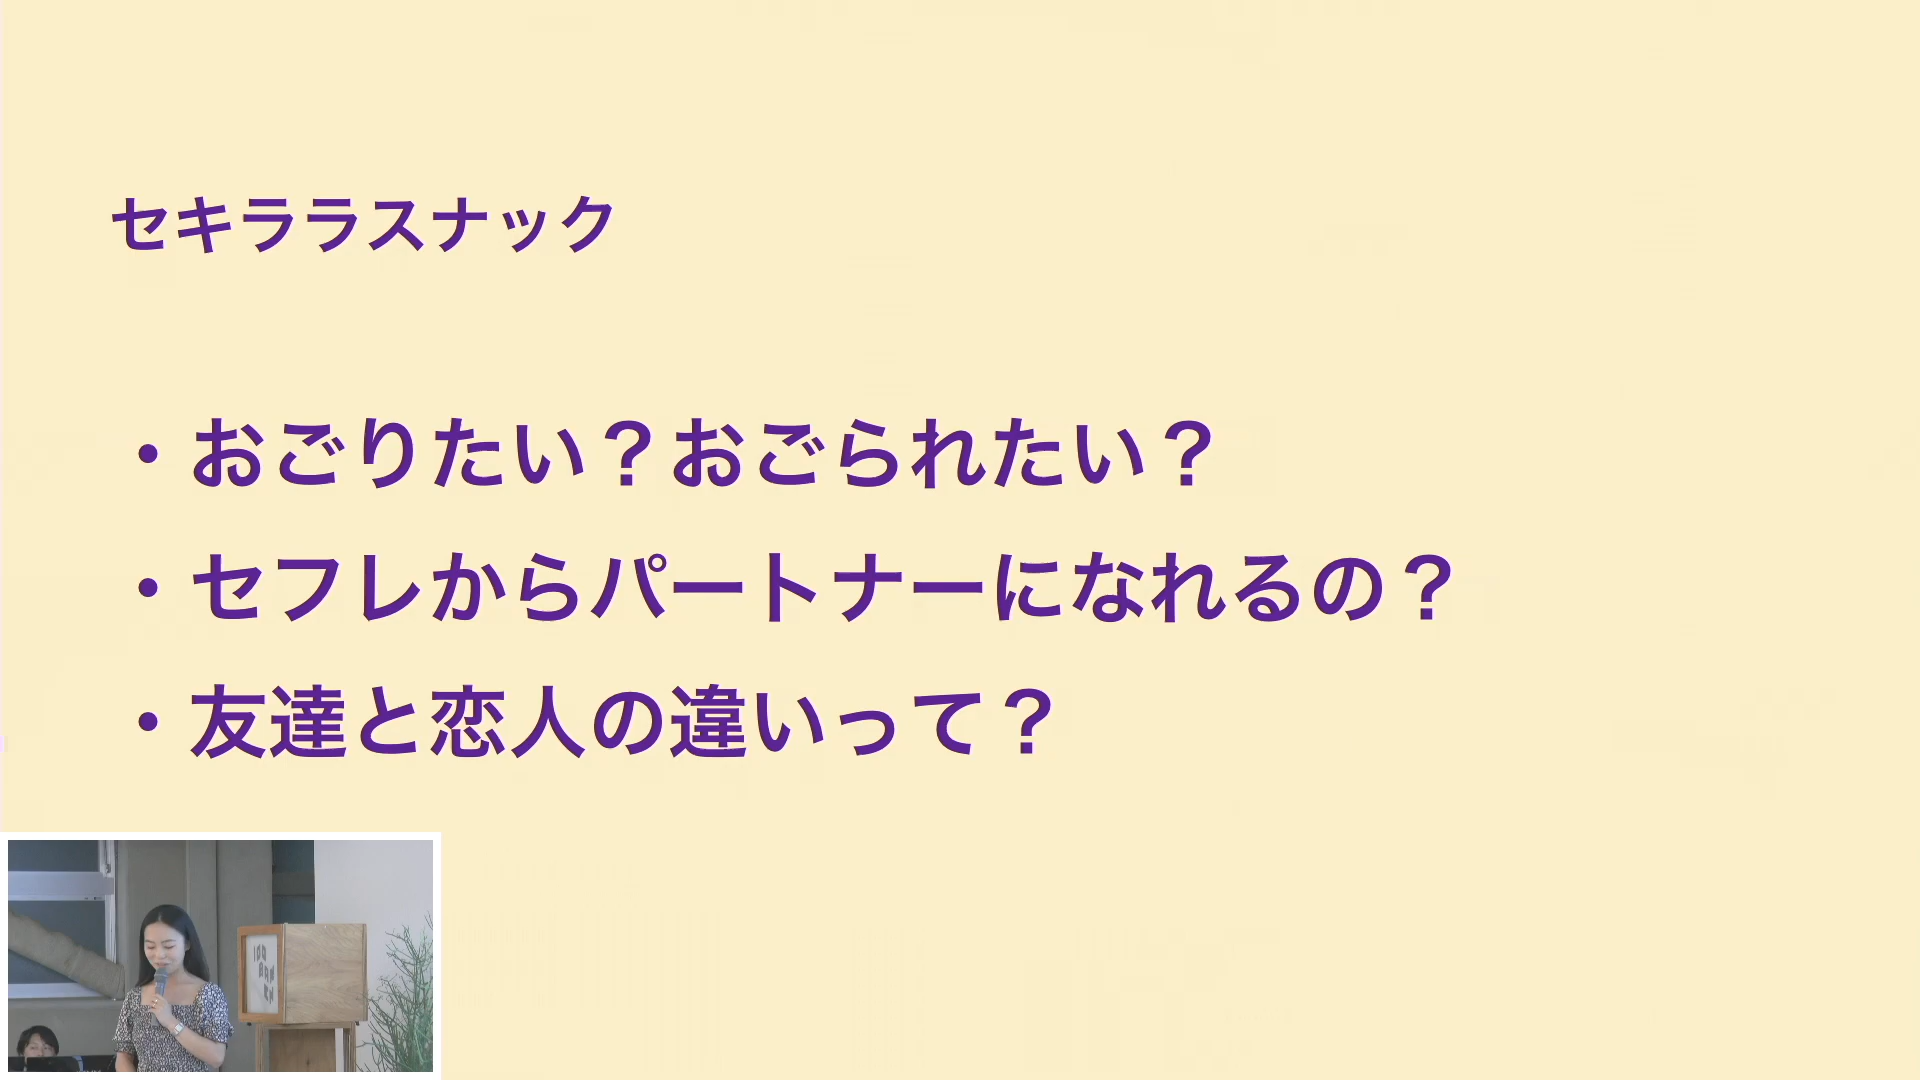 セキララスナック
・おごりたい？おごられたい？
・セフレからパートナーになれるの？
・友達と恋人の違いって？